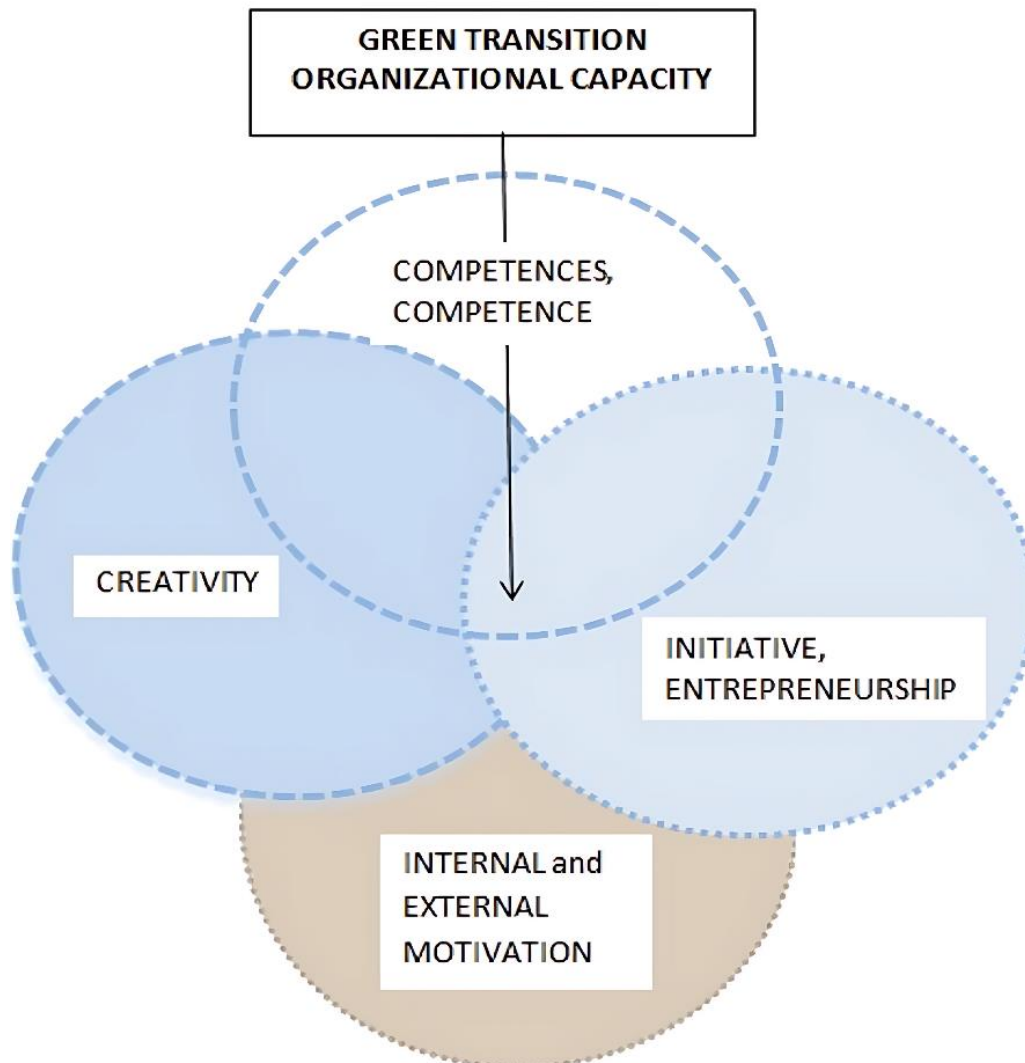 GREEN TRANSITION
ORGANIZATIONAL CAPACITY
COMPETENCES,
COMPETENCE
CREATIVITY
INITIATIVE,
ENTREPRENEURSHIP
INTERNAL and
EXTERNAL
MOTIVATION